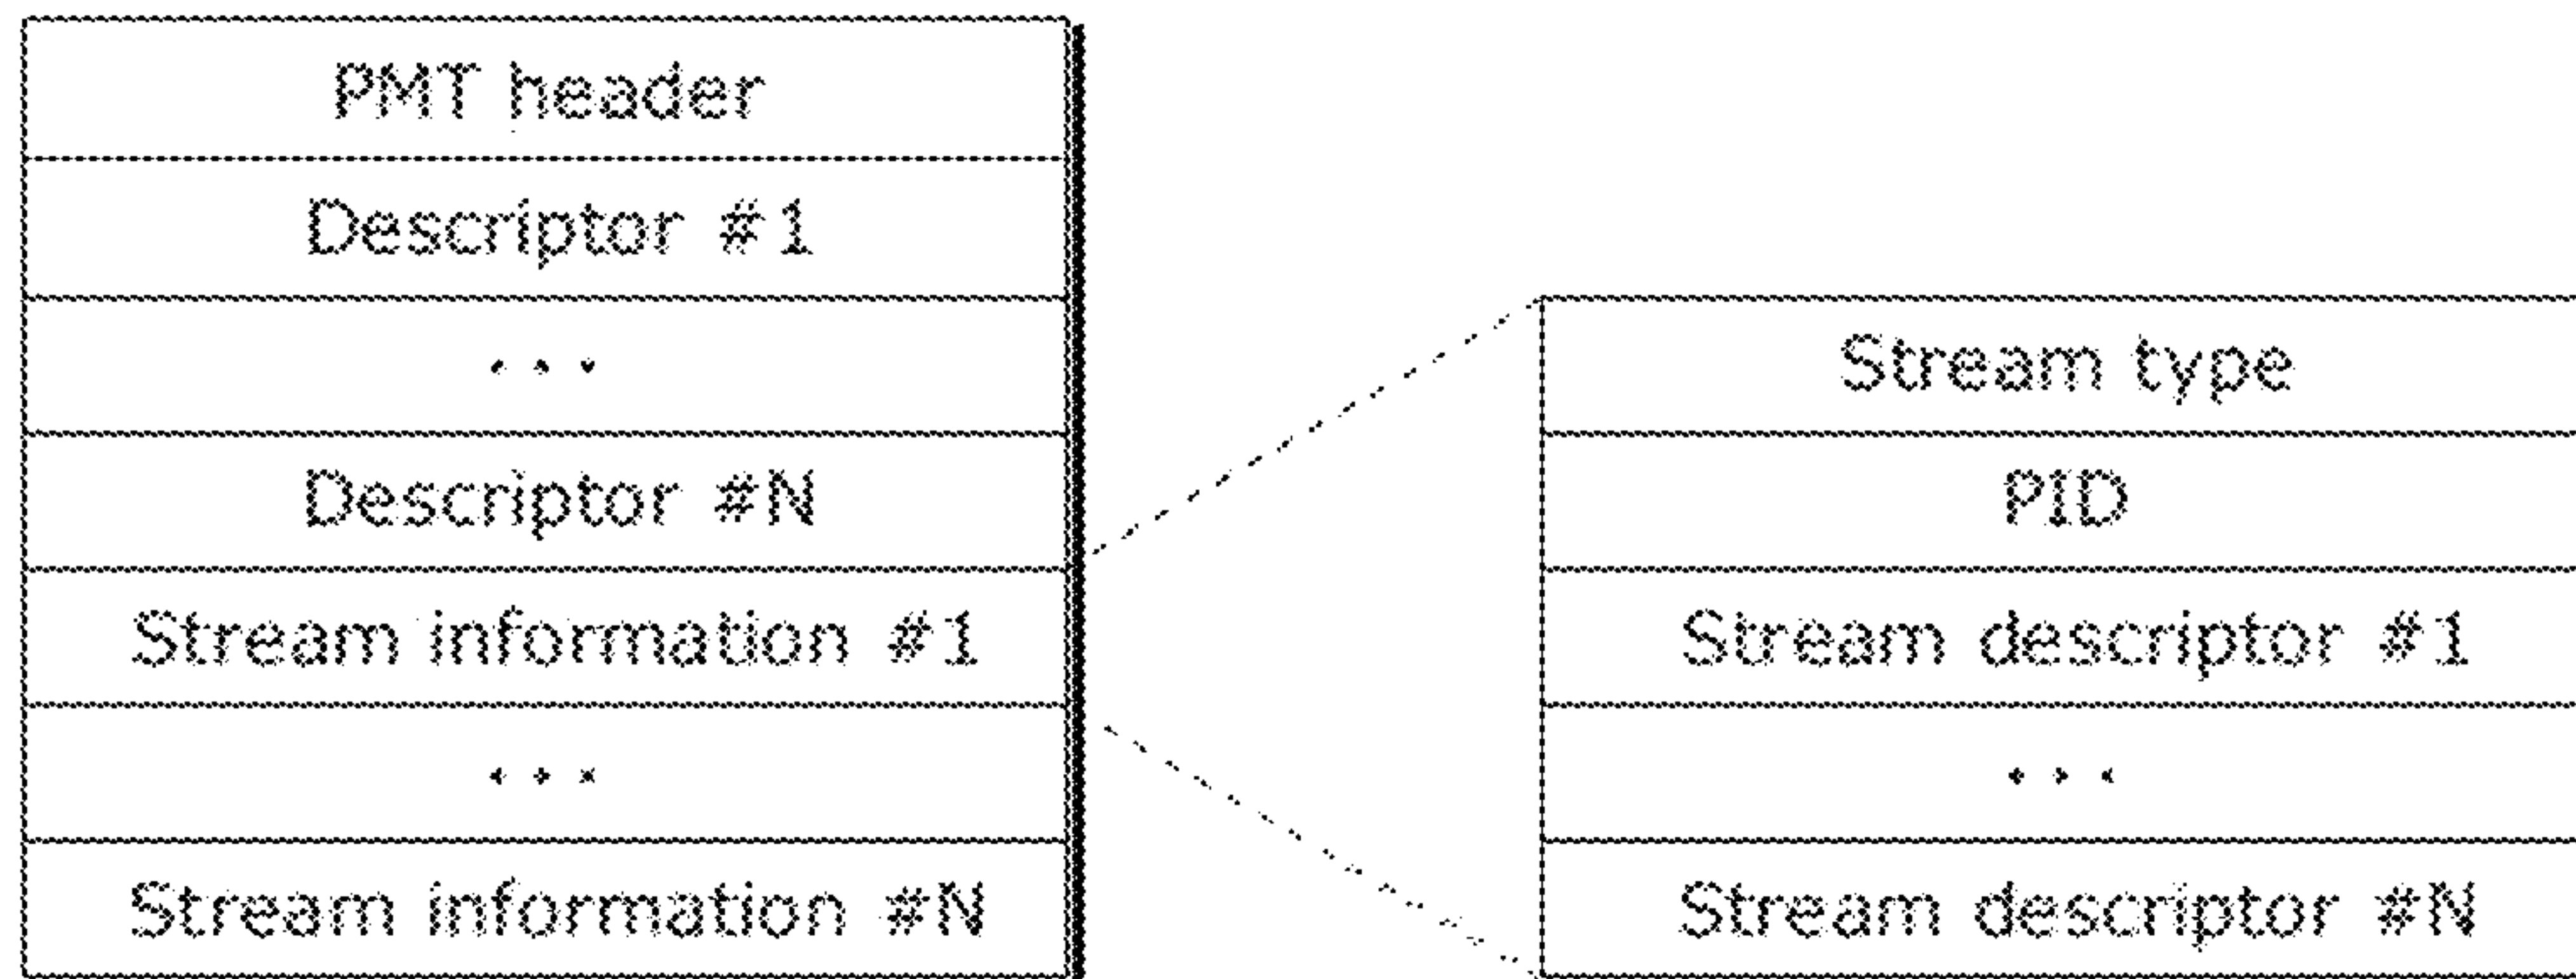 PMT header
Descriptor #1
...
Descriptor #N
Stream information #1
...
Stream information #N
Stream type
PID
Stream descriptor #1
...
Stream descriptor #N